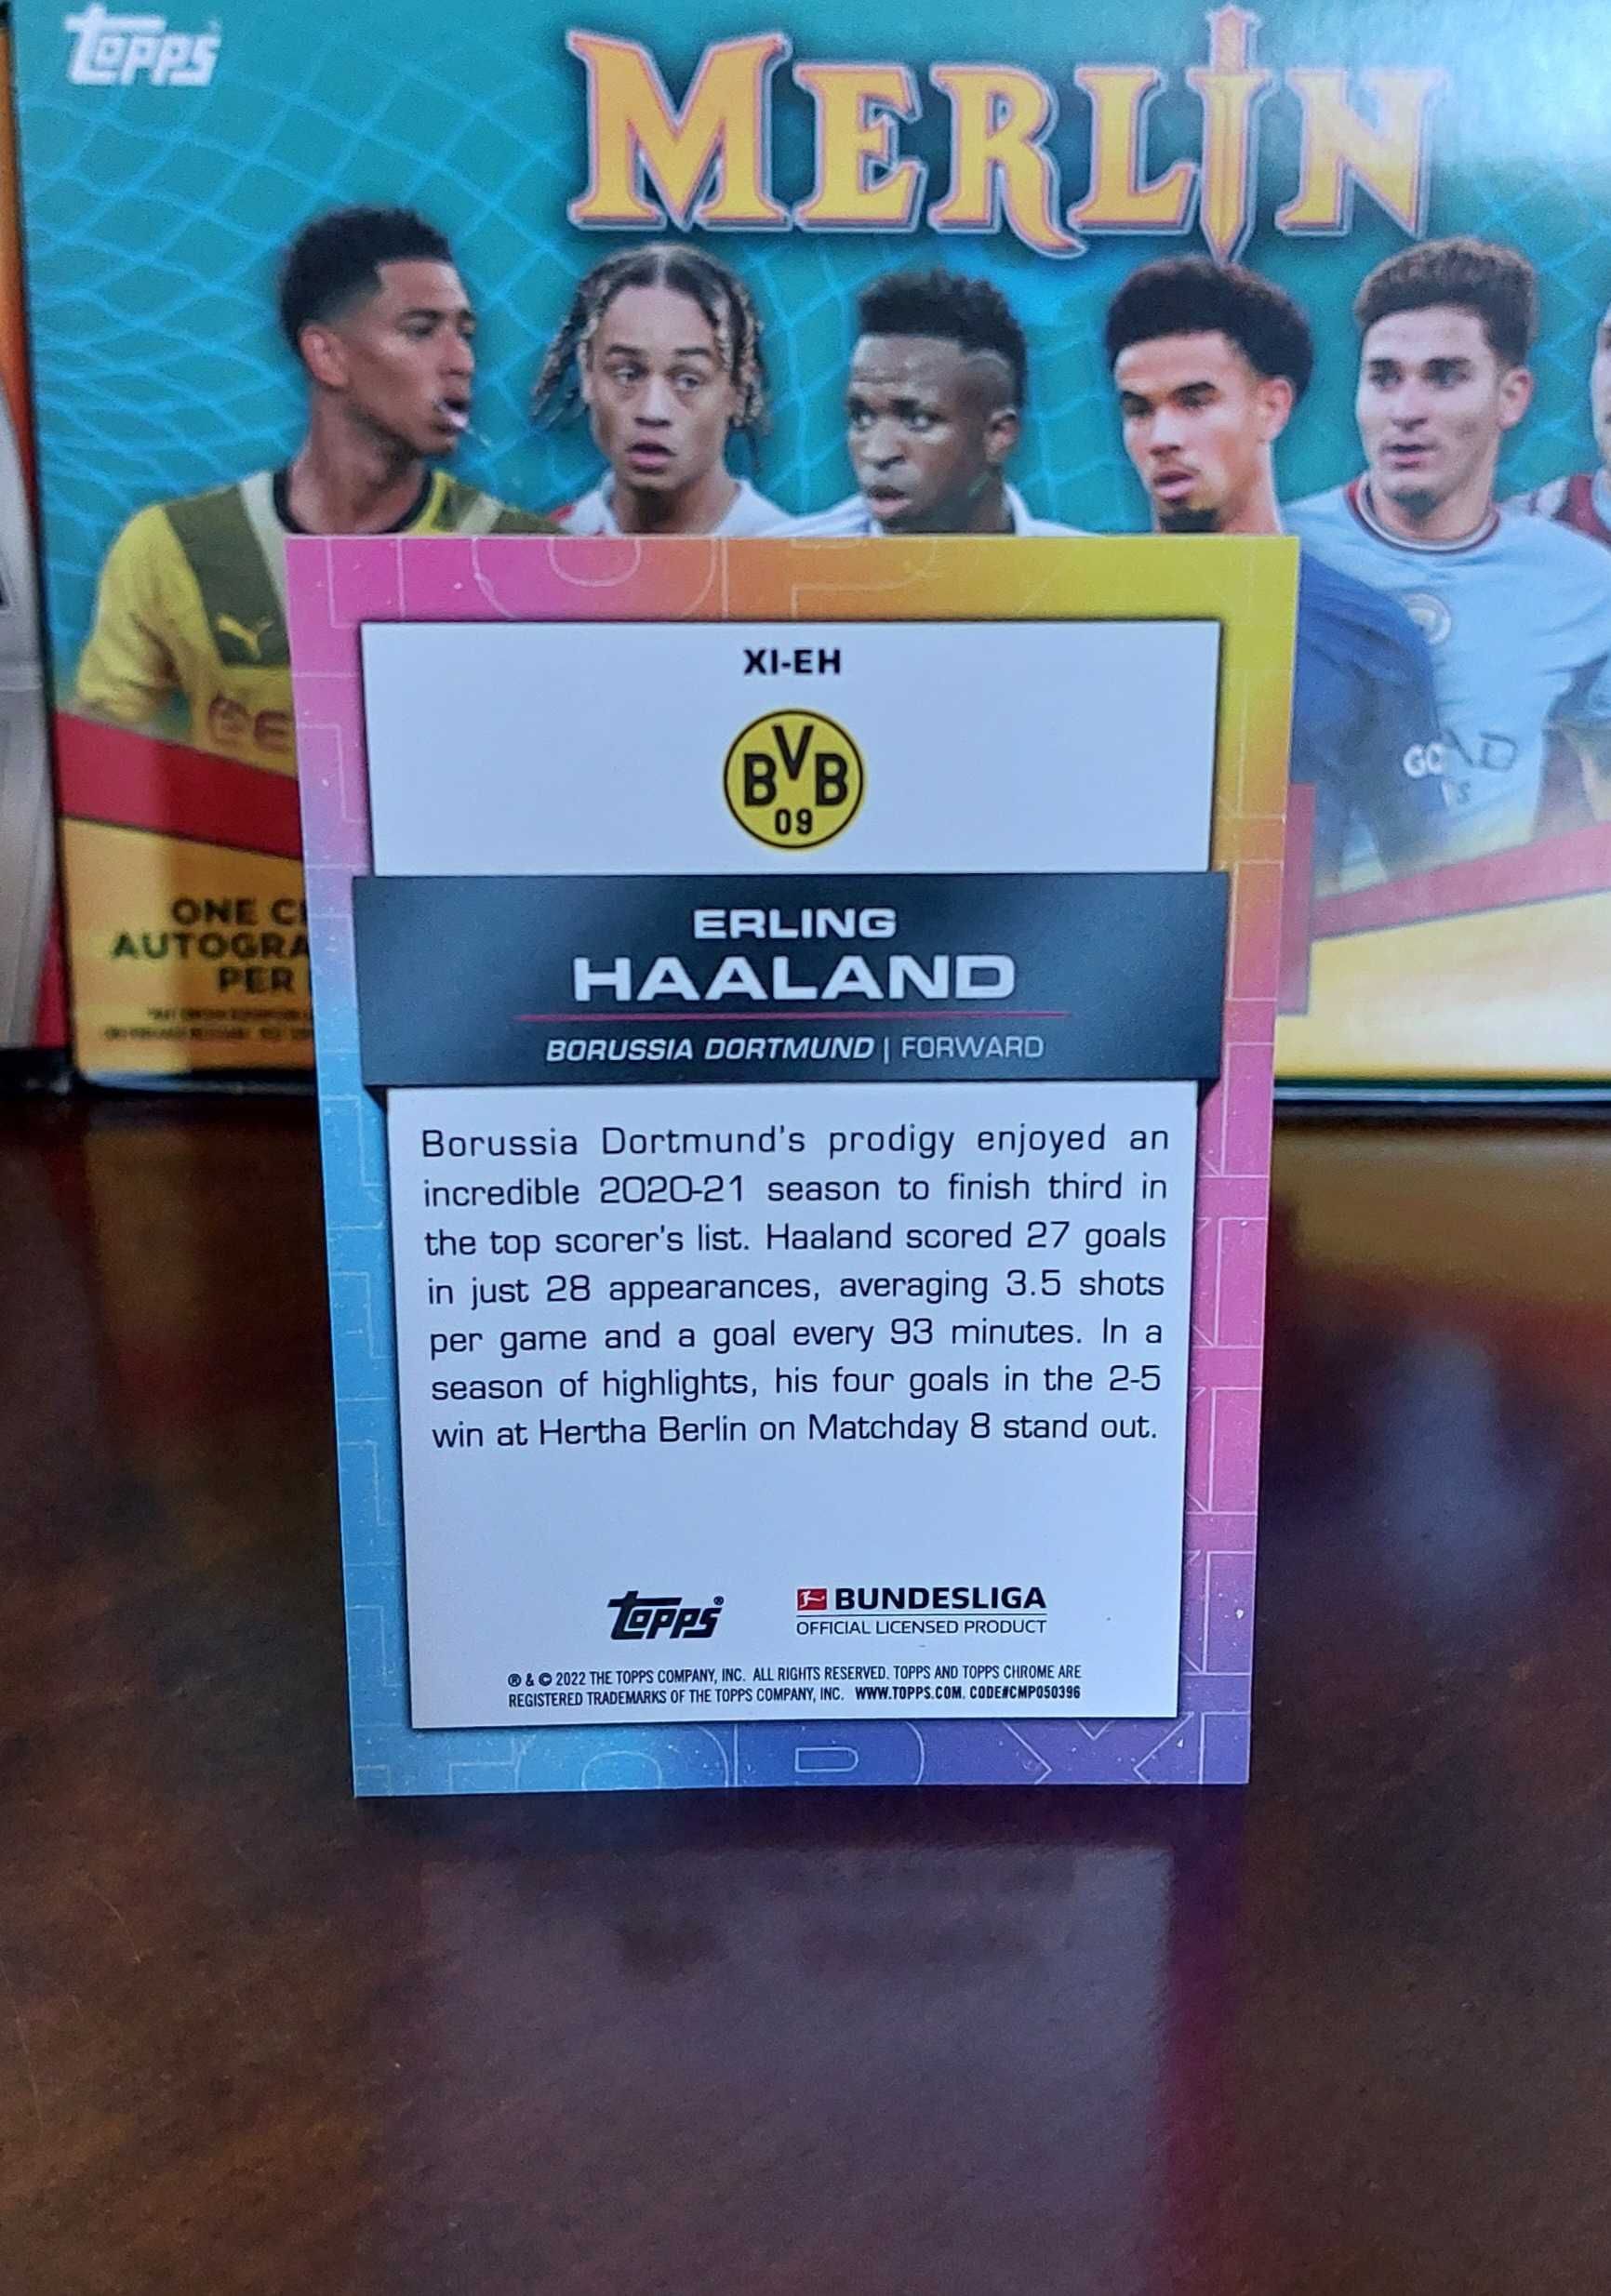 topps
MERLIN
GO AD
S
ONE C
AUTOGRA
PER
XI-EH
BVB
09
ERLING
HAALAND
BORUSSIA DORTMUND | FORWARD
Borussia Dortmund's prodigy enjoyed an
incredible 2020-21 season to finish third in
the top scorer's list. Haaland scored 27 goals
in just 28 appearances, averaging 3.5 shots
per game and a goal every 93 minutes. In a
season of highlights, his four goals in the 2-5
win at Hertha Berlin on Matchday 8 stand out.
topps®
BUNDESLIGA
OFFICIAL LICENSED PRODUCT
® & © 2022 THE TOPPS COMPANY, INC. ALL RIGHTS RESERVED. TOPPS AND TOPPS CHROME ARE
REGISTERED TRADEMARKS OF THE TOPPS COMPANY, INC. WWW.TOPPS.COM. CODE#CMP050396